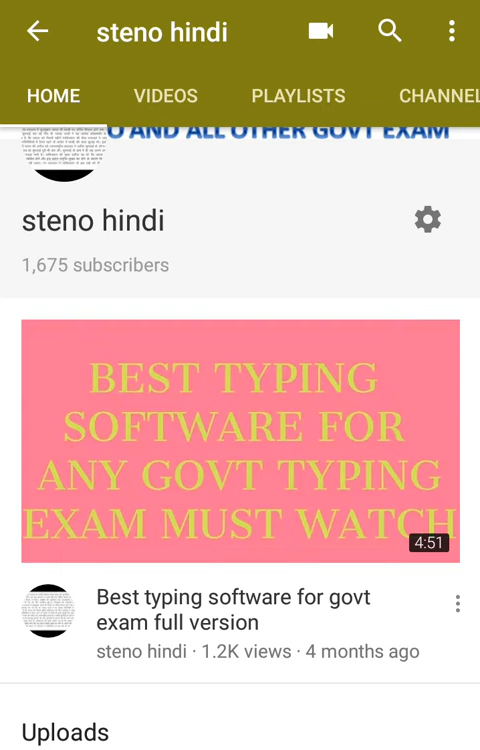 steno hindi
HOME VIDEOS PLAYLISTS CHANNEL
O AND ALL OTHER GOVT EXAM
steno hindi
1,675 subscribers
BEST TYPING
SOFTWARE FOR
ANY GOVT TYPING
EXAM MUST WATCH
4:51
Best typing software for govt
exam full version
steno hindi · 1.2K views · 4 months ago
Uploads